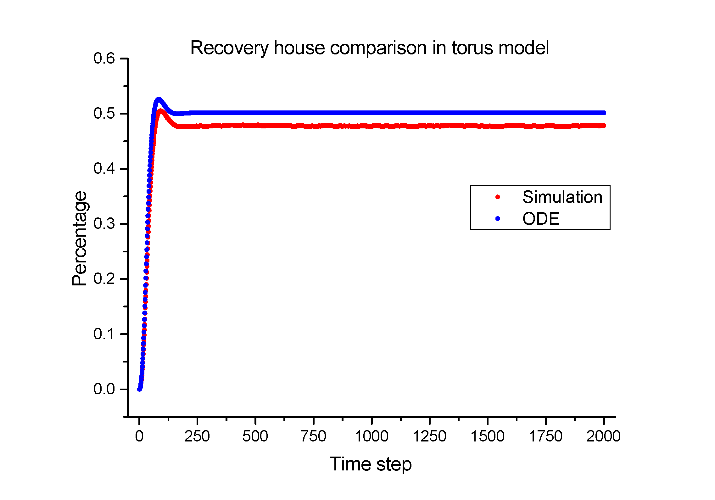 Recovery house comparison in torus model
0.6
0.5
0.4
0.3
0.2
0.1
0.0
Percentage
Simulation
ODE
0 250 500 750 1000 1250 1500 1750 2000
Time step